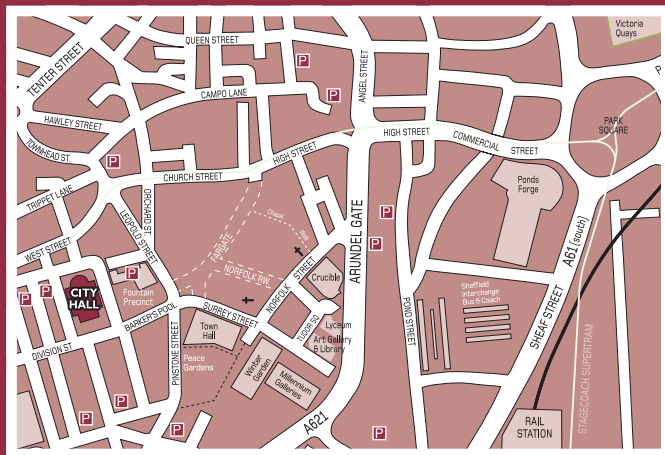 Victoria
Quays
QUEEN STREET
TENTER STREET
ANGEL STREET
P
P
P
CAMPO LANE
HAWLEY STREET
PARK
SQUARE
TOWNHEAD ST.
P
HIGH STREET
HIGH STREET
COMMERCIAL
STREET
CHURCH STREET
TRIPPET LANE
ORCHARD ST.
Ponds
Forge
LEOPOLD STREET
FARGATE
Chapel
Walk
ARUNDEL GATE
P
P
A61 (south)
WEST STREET
P
P
P
CITY
HALL
Fountain
Precinct
NORFOLK RW.
NORFOLK STREET
Crucible
Sheffield
Interchange
Bus & Coach
BARKER'S POOL
SURREY STREET
TUDOR SQ
Lyceum
Art Gallery
& Library
POND STREET
SHEAF STREET
DIVISION ST
PINSTONE STREET
Town
Hall
Peace
Gardens
Winter
Garden
Millennium
Galleries
STAGECOACH SUPERTRAM
P
P
P
A621
P
RAIL
STATION